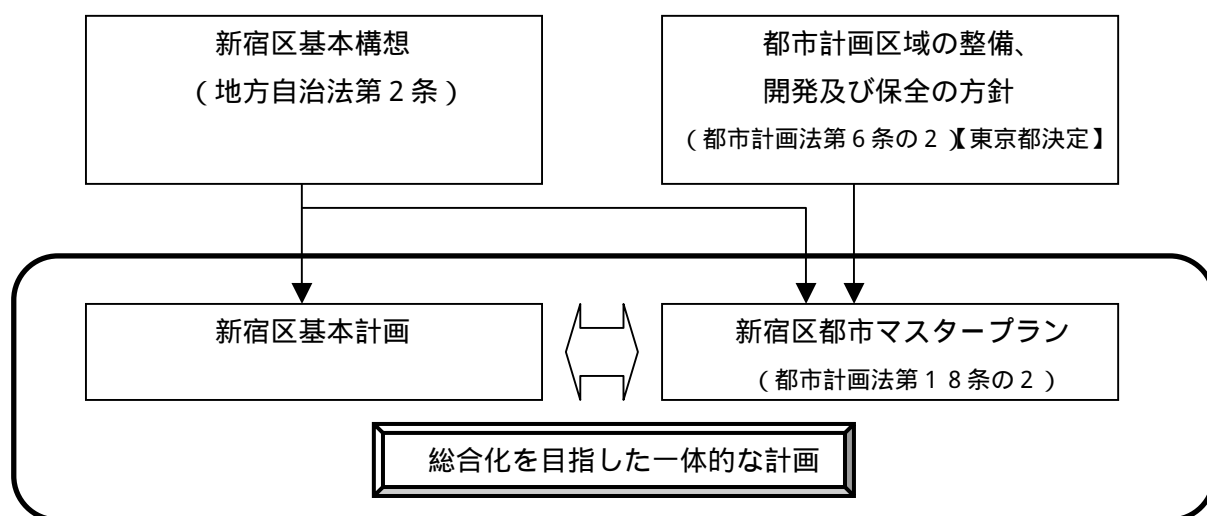 新宿区基本構想
（地方自治法第２条）
都市計画区域の整備、
開発及び保全の方針
（都市計画法第６条の２）【東京都決定】
新宿区基本計画
新宿区都市マスタープラン
（都市計画法第１８条の２）
総合化を目指した一体的な計画